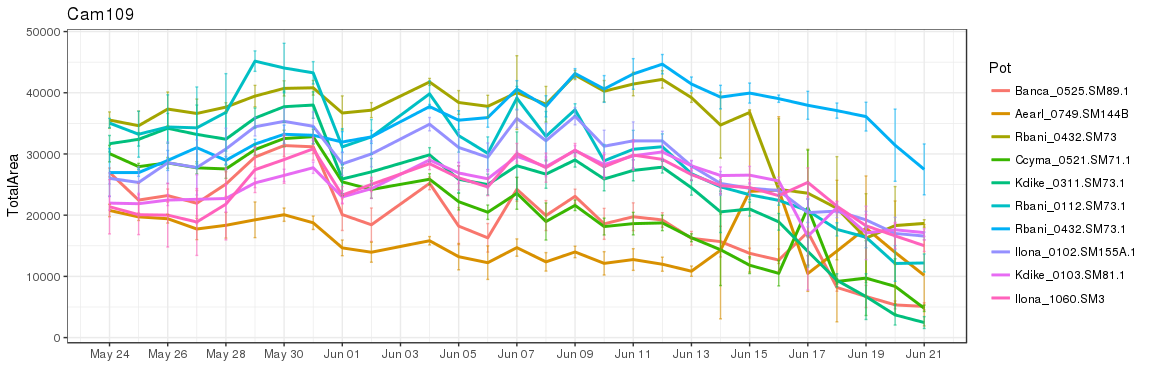 Cam109
TotalArea
50000
40000
30000
20000
10000
0
May 24 May 26 May 28 May 30 Jun 01 Jun 03 Jun 05 Jun 07 Jun 09 Jun 11 Jun 13 Jun 15 Jun 17 Jun 19 Jun 21
Pot
Banca_0525.SM89.1
Aearl_0749.SM144B
Rbani_0432.SM73
Ccyma_0521.SM71.1
Kdike_0311.SM73.1
Rbani_0112.SM73.1
Rbani_0432.SM73.1
Ilona_0102.SM155A.1
Kdike_0103.SM81.1
Ilona_1060.SM3